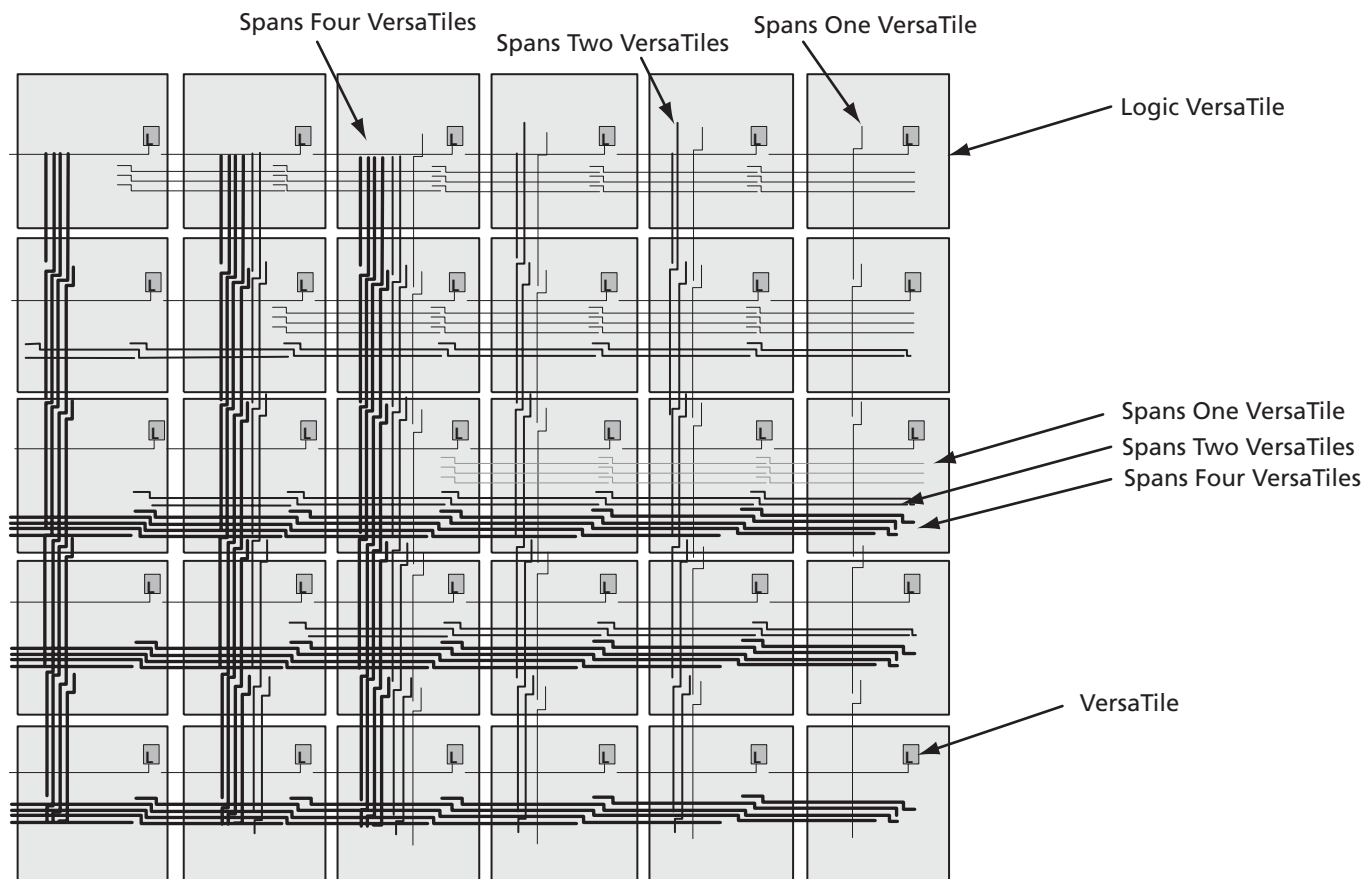 Spans Four VersaTiles
Spans Two VersaTiles
Spans One VersaTile
Logic VersaTile
L L L L L L
L L L L L L
L L L L L L
Spans One VersaTile
Spans Two VersaTiles
Spans Four VersaTiles
L L L L L L
VersaTile
L L L L L L